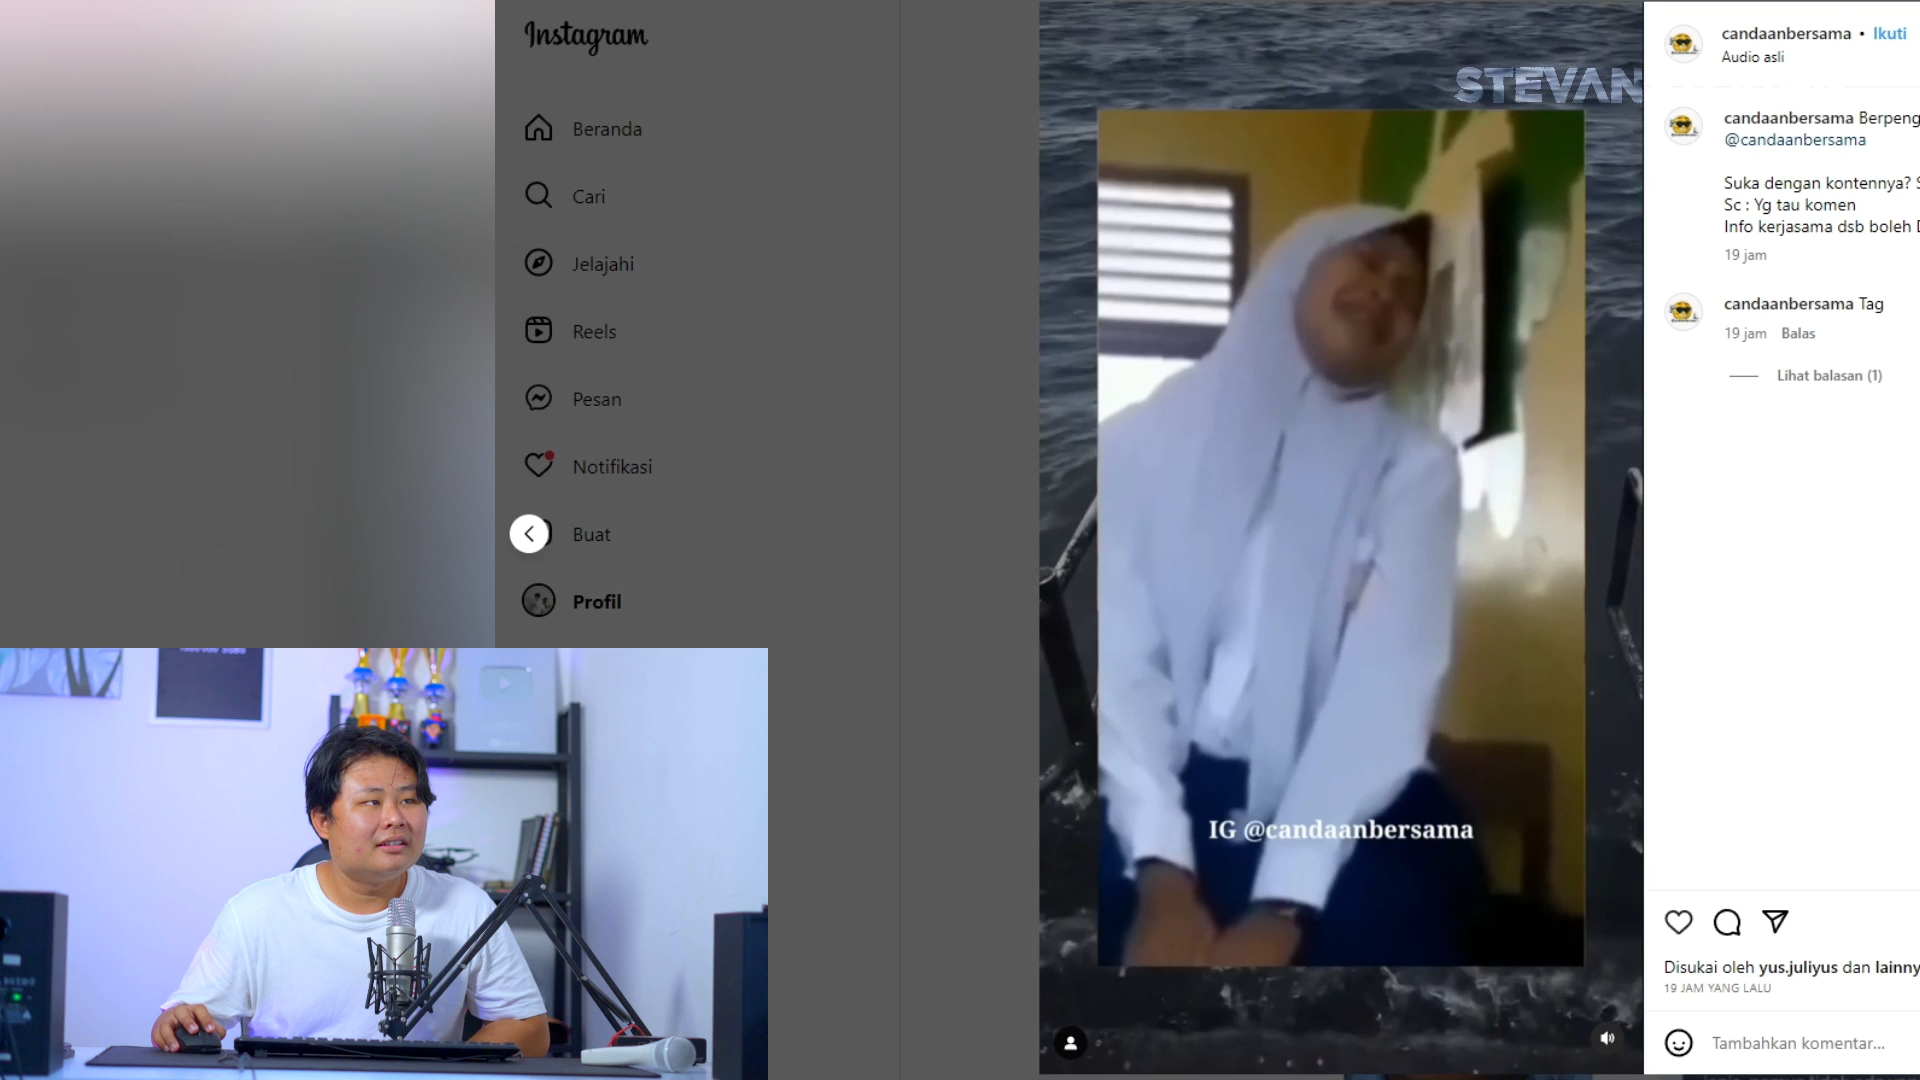 Instagram
Beranda
Cari
Jelajahi
Reels
Pesan
Notifikasi
Buat
Profil
STEVAN
IG @candaanbersama
candaanbersama • Ikuti
Audio asli
candaanbersama Berpeng
@candaanbersama
Suka dengan kontennya? S
Sc : Yg tau komen
Info kerjasama dsb boleh D
19 jam
candaanbersama Tag
19 jam Balas
Lihat balasan (1)
Disukai oleh yus.juliyus dan lainny
19 JAM YANG LALU
Tambahkan komentar...